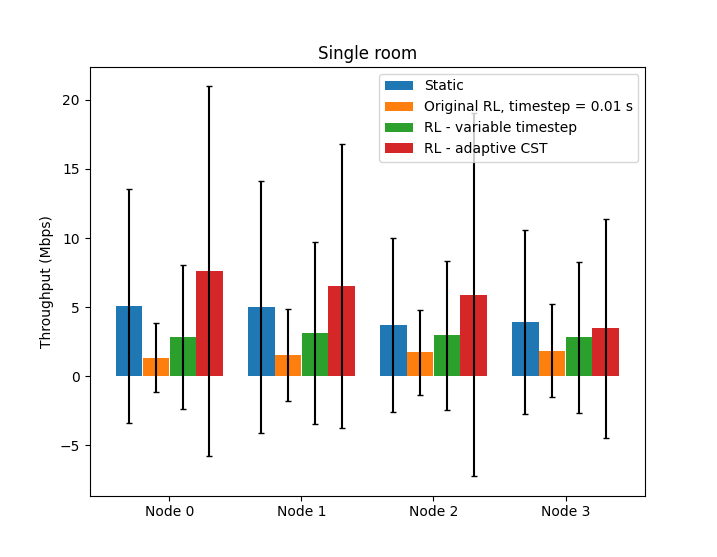 Single room
Static
Original RL, timestep = 0.01 s
RL - variable timestep
RL - adaptive CST
Throughput (Mbps)
20
15
10
5
0
−5
Node 0
Node 1
Node 2
Node 3